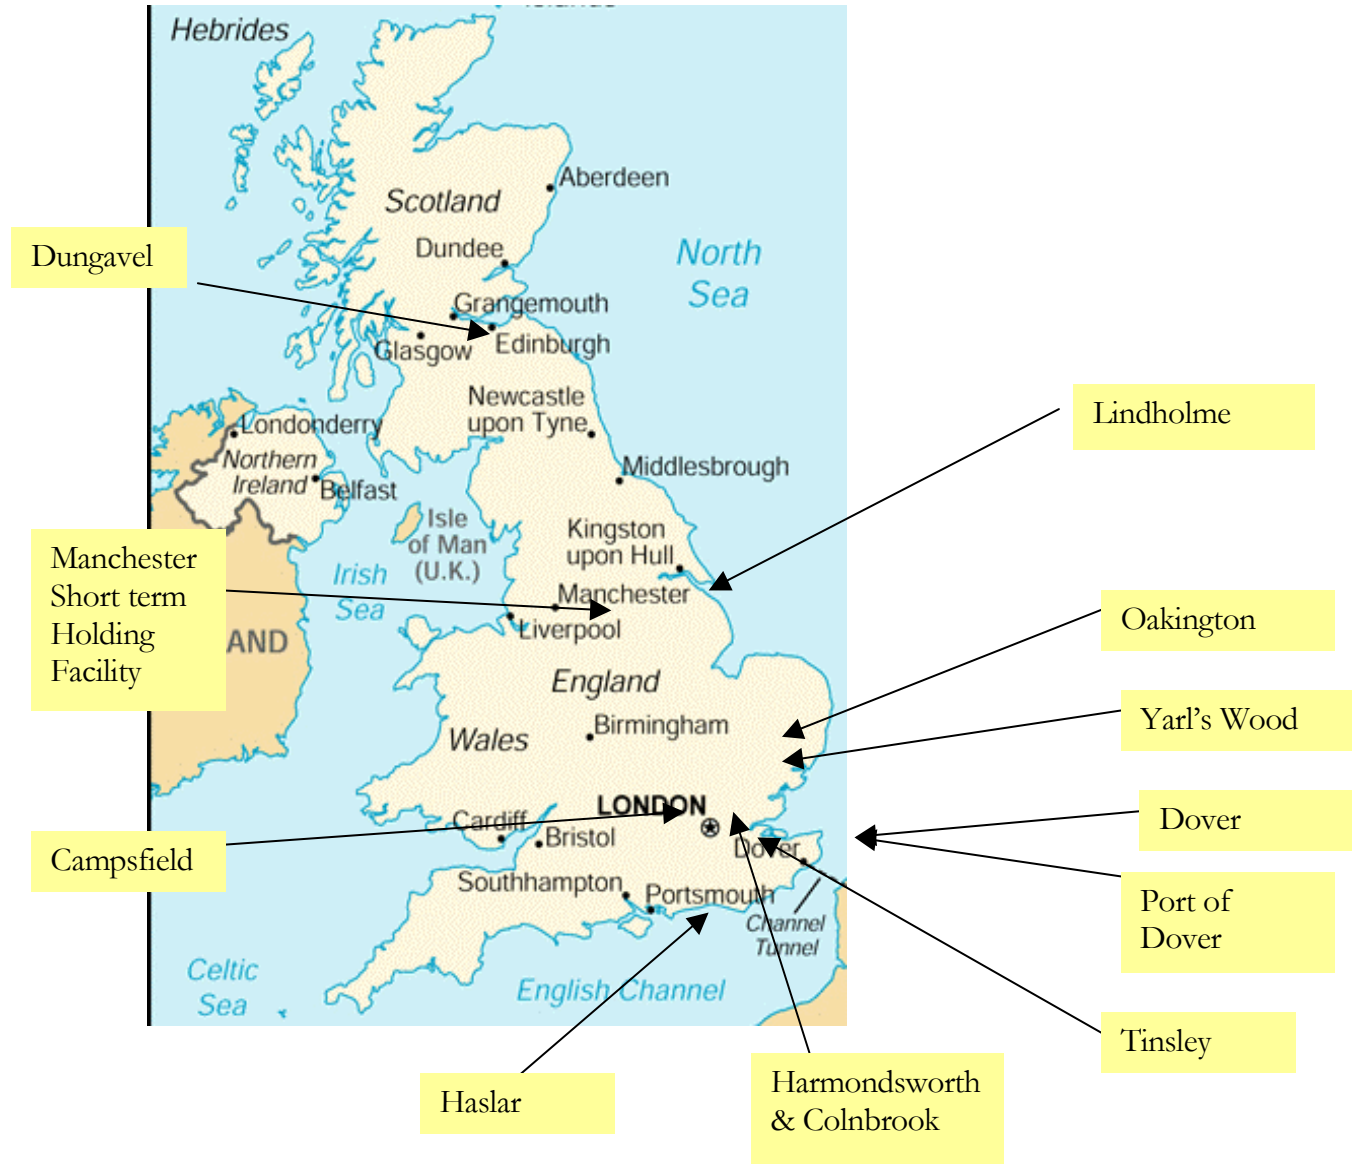 Islands
Hebrides
Aberdeen
Scotland
Dundee
North
Sea
Dungavel
Grangemouth
Edinburgh
Glasgow
Newcastle
upon Tyne
Lindholme
Londonderry
Northern
Ireland
Belfast
Middlesbrough
Isle
of Man
(U.K.)
Kingston
upon Hull
Manchester
Short term
Holding
Facility
Irish
Sea
Manchester
Liverpool
AND
Oakington
England
Birmingham
Wales
Yarl's Wood
LONDON
Cardiff
Bristol
Dover
Dover
Campsfield
Southhampton
Portsmouth
Channel
Tunnel
Port of
Dover
Celtic
Sea
English Channel
Tinsley
Haslar
Harmondsworth
& Colnbrook